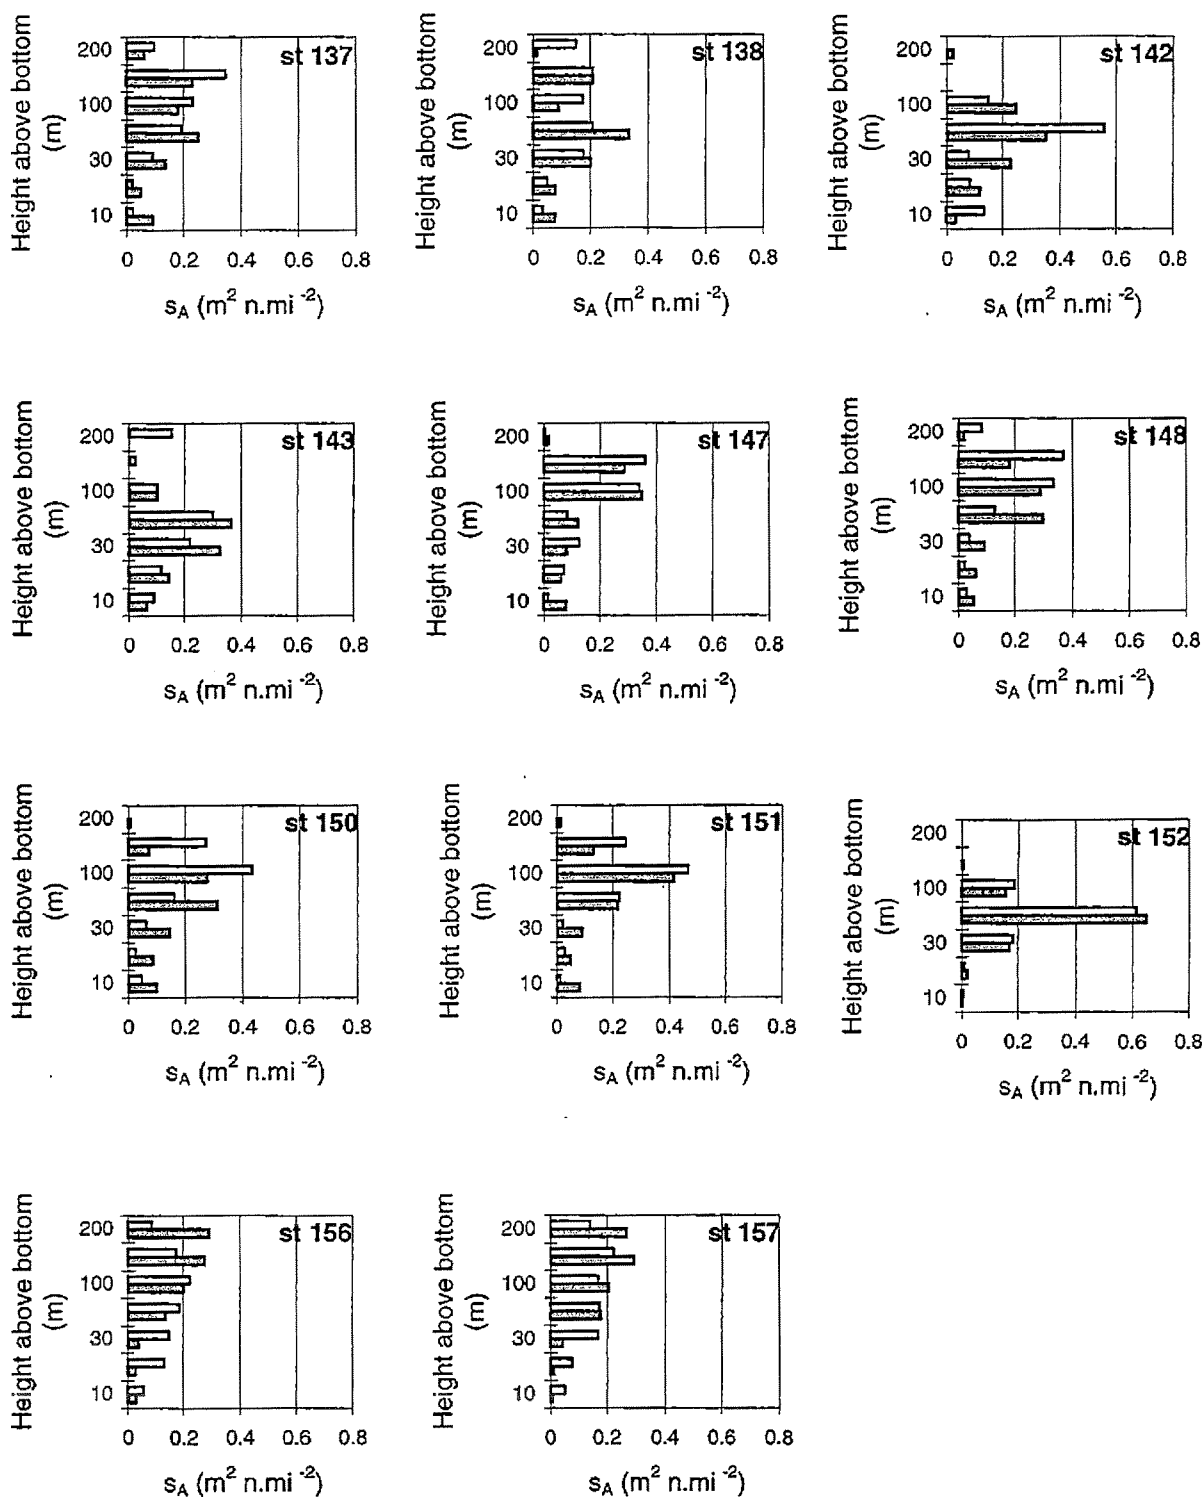 Height above bottom
(m)
200
100
30
10
st 137
0 0.2 0.4 0.6 0.8
s_A (m² n.mi⁻²)
Height above bottom
(m)
200
100
30
10
st 138
0 0.2 0.4 0.6 0.8
s_A (m² n.mi⁻²)
Height above bottom
(m)
200
100
30
10
st 142
0 0.2 0.4 0.6 0.8
s_A (m² n.mi⁻²)
Height above bottom
(m)
200
100
30
10
st 143
0 0.2 0.4 0.6 0.8
s_A (m² n.mi⁻²)
Height above bottom
(m)
200
100
30
10
st 147
0 0.2 0.4 0.6 0.8
s_A (m² n.mi⁻²)
Height above bottom
(m)
200
100
30
10
st 148
0 0.2 0.4 0.6 0.8
s_A (m² n.mi⁻²)
Height above bottom
(m)
200
100
30
10
st 150
0 0.2 0.4 0.6 0.8
s_A (m² n.mi⁻²)
Height above bottom
(m)
200
100
30
10
st 151
0 0.2 0.4 0.6 0.8
s_A (m² n.mi⁻²)
Height above bottom
(m)
200
100
30
10
st 152
0 0.2 0.4 0.6 0.8
s_A (m² n.mi⁻²)
Height above bottom
(m)
200
100
30
10
st 156
0 0.2 0.4 0.6 0.8
s_A (m² n.mi⁻²)
Height above bottom
(m)
200
100
30
10
st 157
0 0.2 0.4 0.6 0.8
s_A (m² n.mi⁻²)